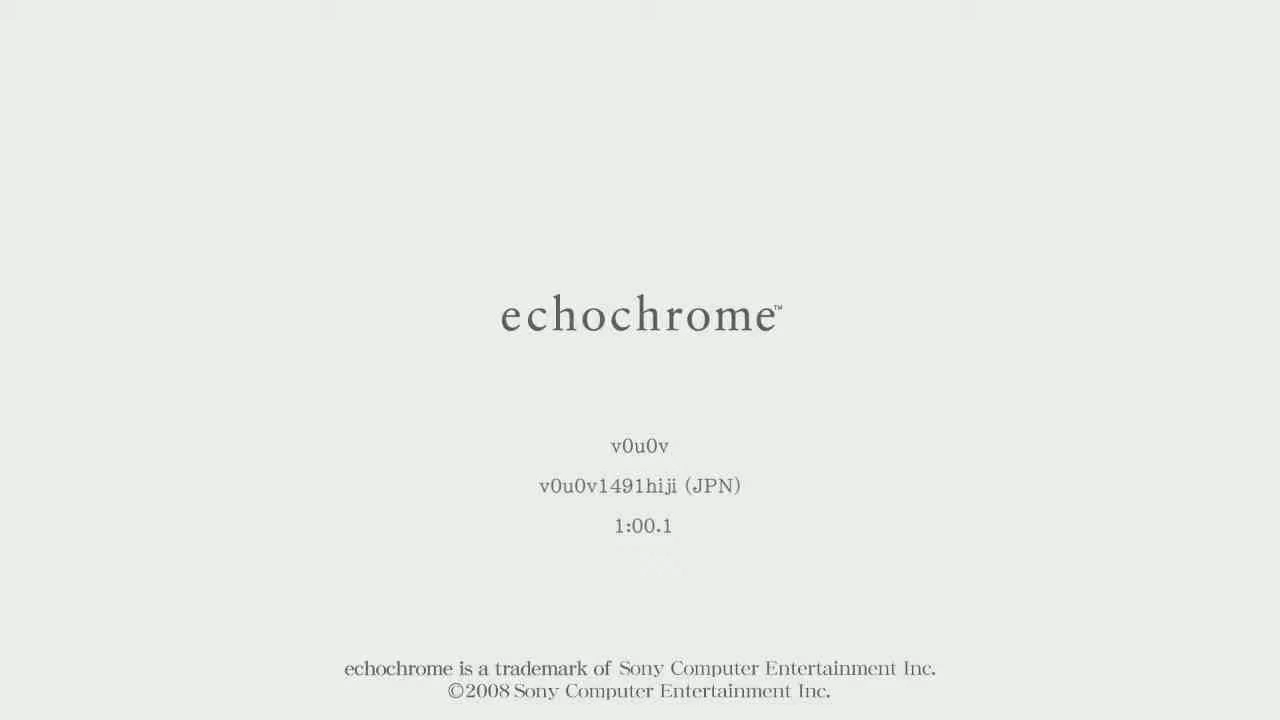 echochrome™
v0u0v
v0u0v1491hiji (JPN)
1:00.1
echochrome is a trademark of Sony Computer Entertainment Inc.
©2008 Sony Computer Entertainment Inc.